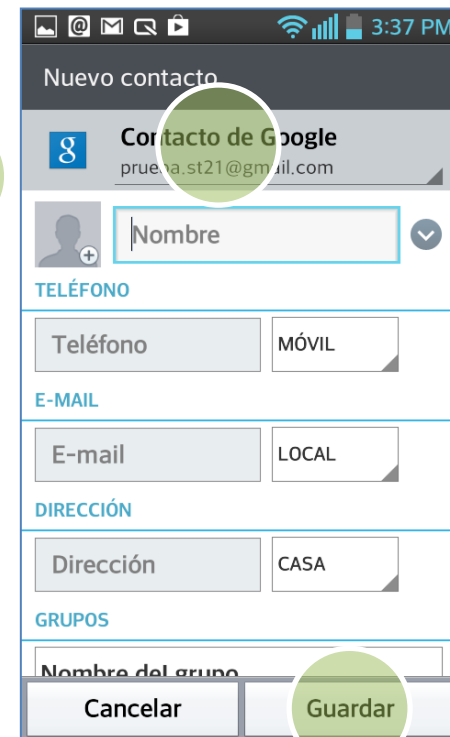 3:37 PM
Nuevo contacto
8 Contacto de Google
prueba.st21@gmail.com
Nombre
TELÉFONO
Teléfono MÓVIL
E-MAIL
E-mail LOCAL
DIRECCIÓN
Dirección CASA
GRUPOS
Nombre del grupo
Cancelar Guardar